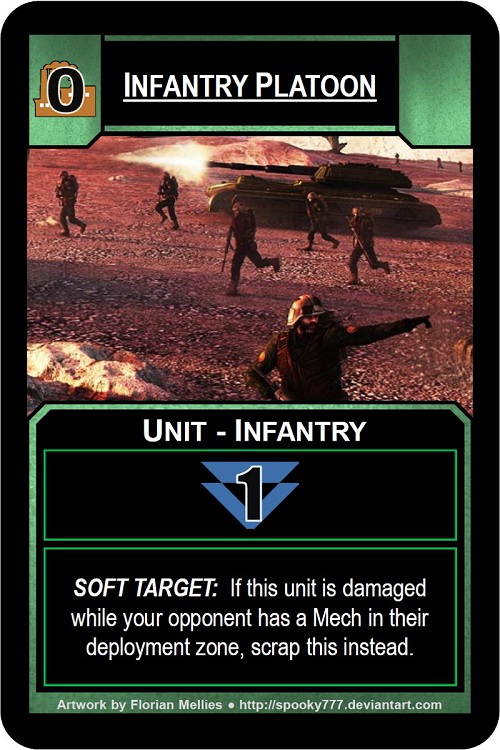 0
INFANTRY PLATOON
UNIT - INFANTRY
1
SOFT TARGET: If this unit is damaged
while your opponent has a Mech in their
deployment zone, scrap this instead.
Artwork by Florian Mellies ● http://spooky777.deviantart.com